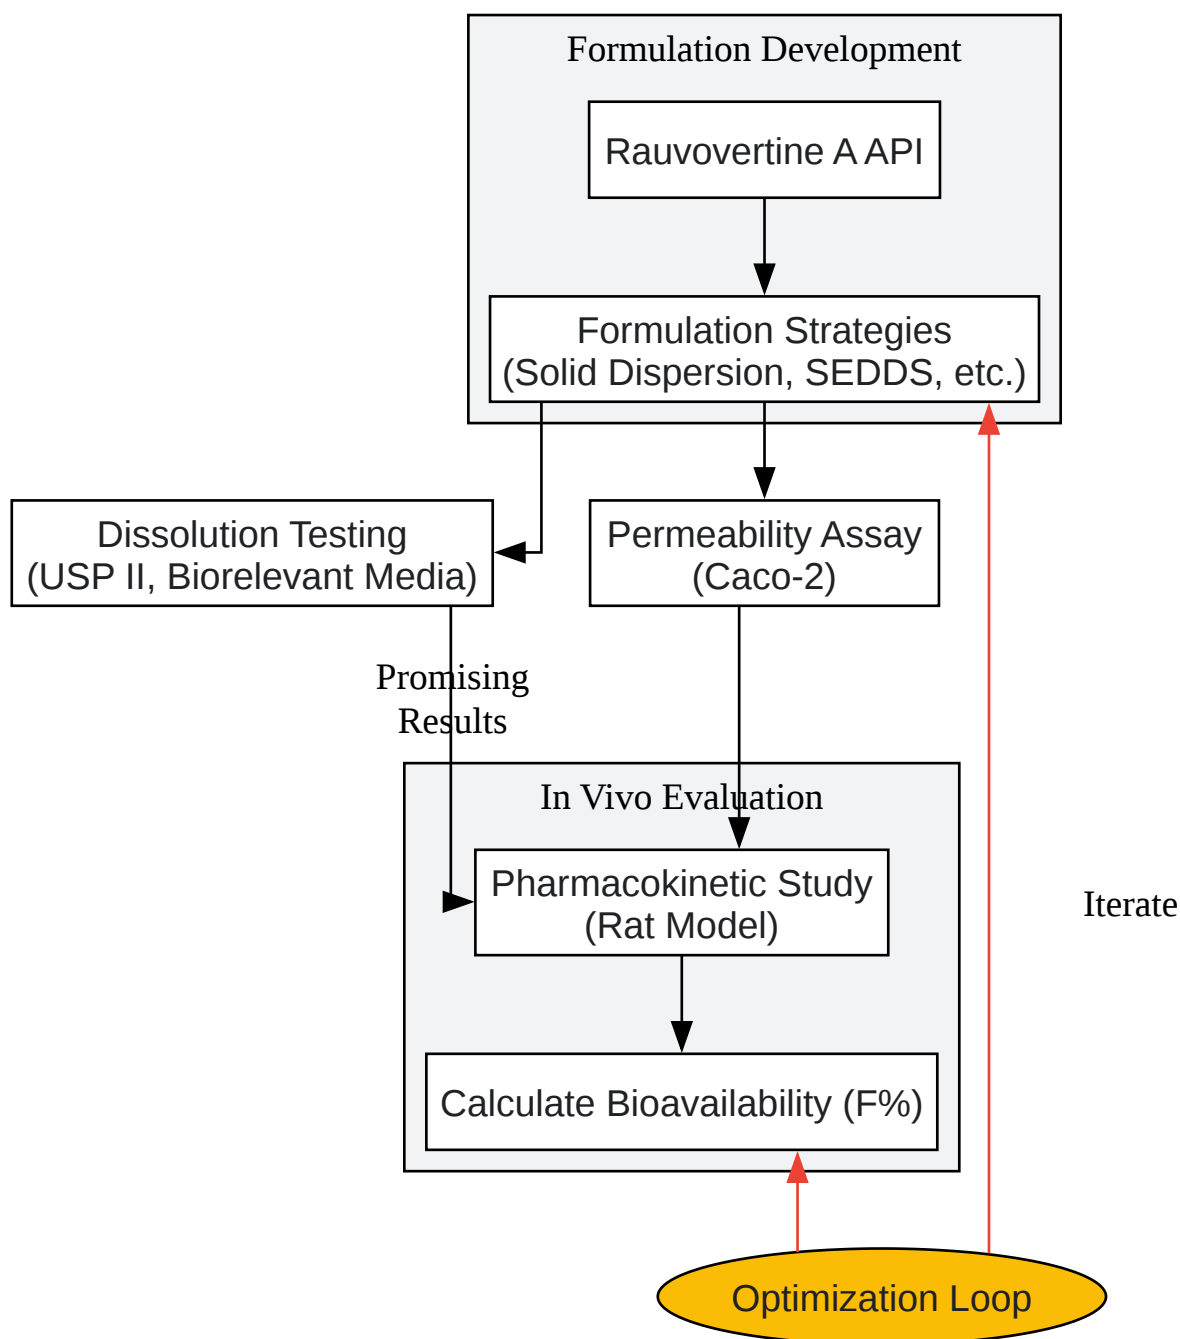 Formulation Development
Rauvovertine A API
Formulation Strategies
(Solid Dispersion, SEDDS, etc.)
Dissolution Testing
(USP II, Biorelevant Media)
Permeability Assay
(Caco-2)
Promising
Results
In Vivo Evaluation
Pharmacokinetic Study
(Rat Model)
Iterate
Calculate Bioavailability (F%)
Optimization Loop